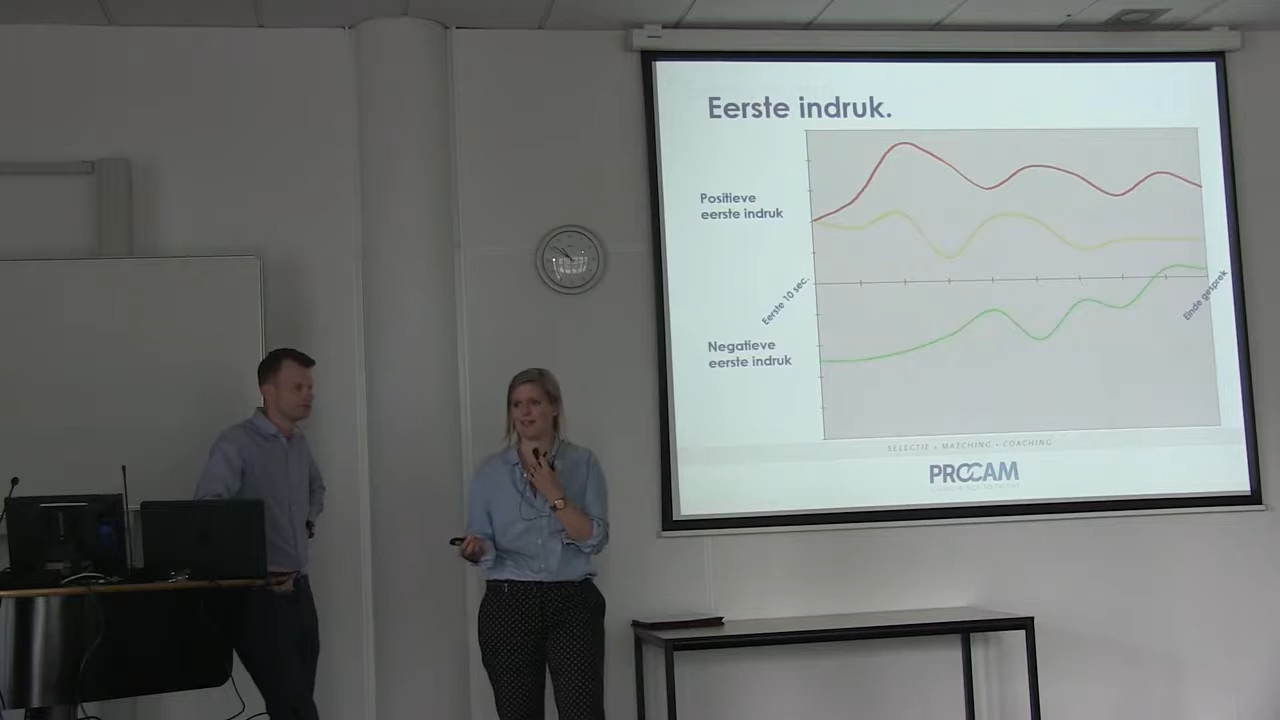 Eerste indruk.
Positieve
eerste indruk
Eerste 10 sec.
Einde gesprek
Negatieve
eerste indruk
SELECTIE • MATCHING • COACHING
PROCAM